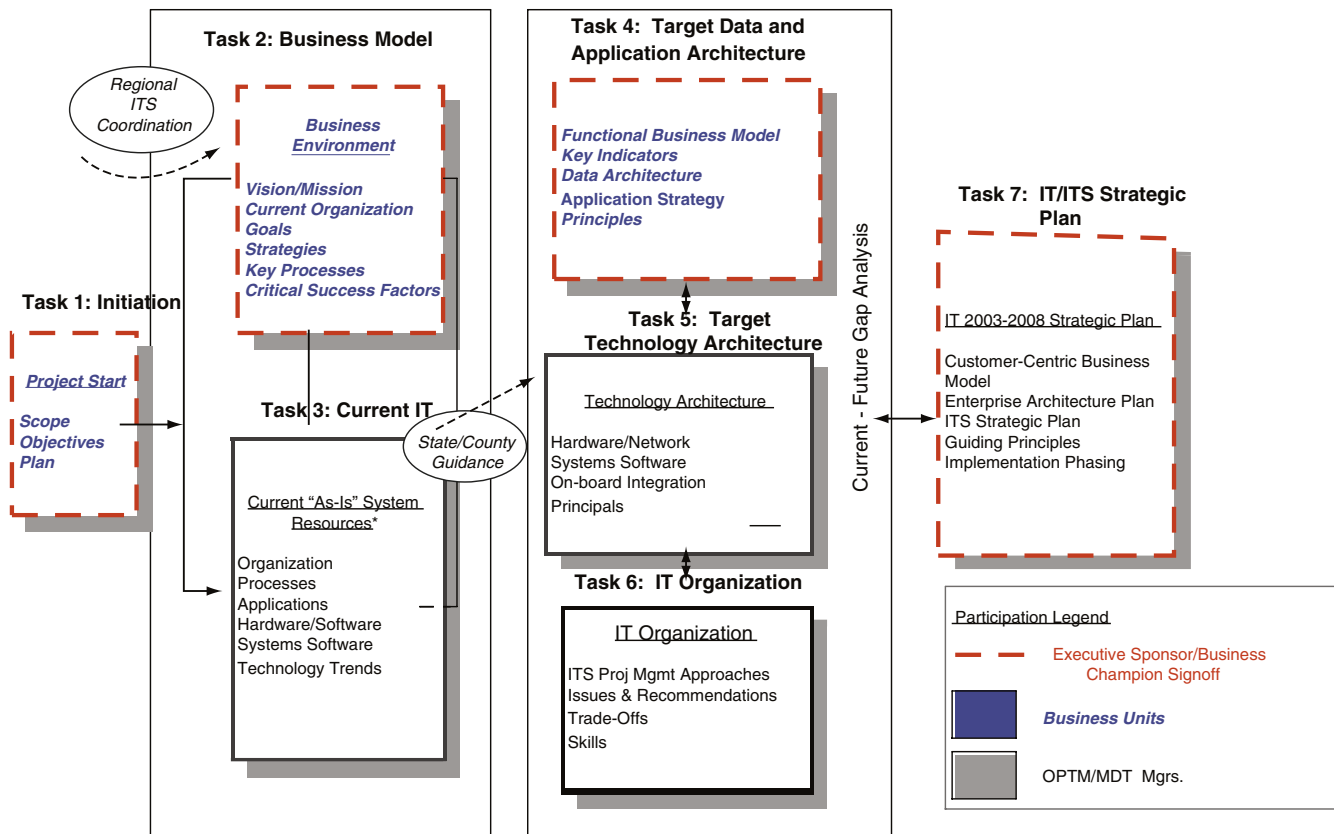 Task 2: Business Model
Regional
ITS
Coordination
Business
Environment
Vision/Mission
Current Organization
Goals
Strategies
Key Processes
Critical Success Factors
Task 1: Initiation
Project Start
Scope
Objectives
Plan
Task 3: Current IT
Current “As-Is” System
Resources*
Organization
Processes
Applications
Hardware/Software
Systems Software
Technology Trends
State/County
Guidance
Task 4: Target Data and
Application Architecture
Functional Business Model
Key Indicators
Data Architecture
Application Strategy
Principles
Task 5: Target
Technology Architecture
Technology Architecture
Hardware/Network
Systems Software
On-board Integration
Principals
Task 6: IT Organization
IT Organization
ITS Proj Mgmt Approaches
Issues & Recommendations
Trade-Offs
Skills
Current - Future Gap Analysis
Task 7: IT/ITS Strategic
Plan
IT 2003-2008 Strategic Plan
Customer-Centric Business
Model
Enterprise Architecture Plan
ITS Strategic Plan
Guiding Principles
Implementation Phasing
Participation Legend
Executive Sponsor/Business
Champion Signoff
Business Units
OPTM/MDT Mgrs.